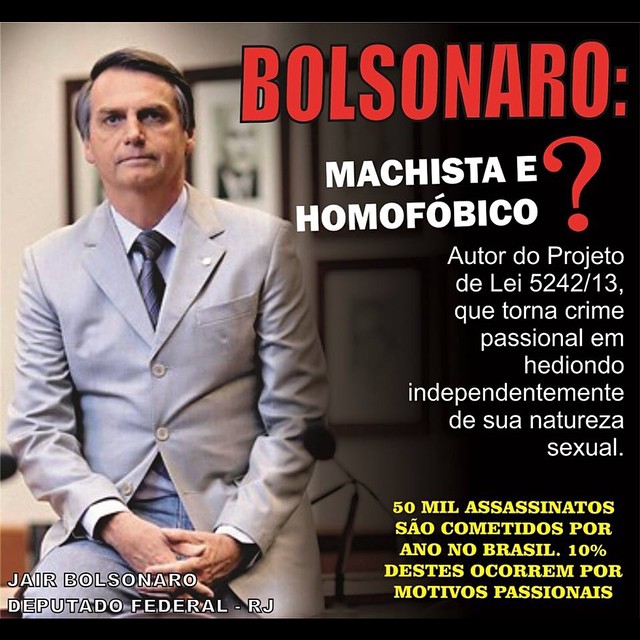 BOLSONARO:
MACHISTA E
HOMOFÓBICO ?
Autor do Projeto
de Lei 5242/13,
que torna crime
passional em
hediondo
independentemente
de sua natureza
sexual.
50 MIL ASSASSINATOS
SÃO COMETIDOS POR
ANO NO BRASIL. 10%
DESTES OCORREM POR
MOTIVOS PASSIONAIS
JAIR BOLSONARO
DEPUTADO FEDERAL - RJ